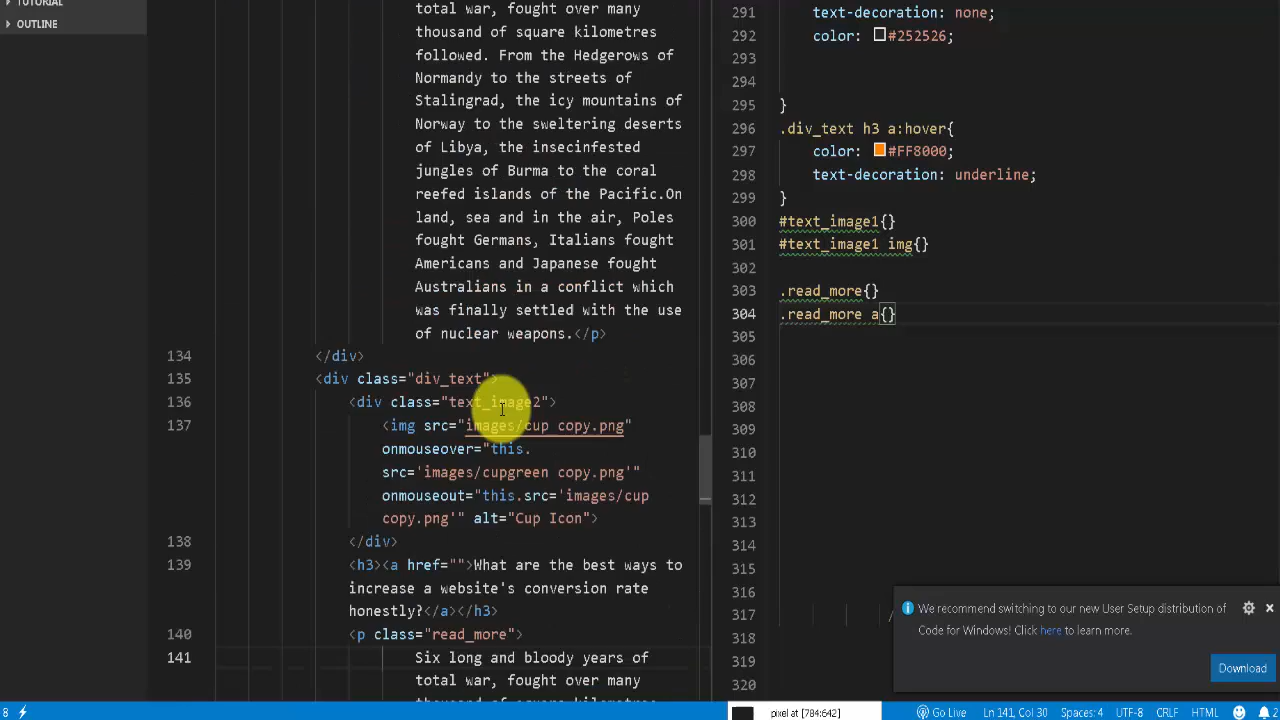 TUTORIAL
OUTLINE
total war, fought over many
thousand of square kilometres
followed. From the Hedgerows of
Normandy to the streets of
Stalingrad, the icy mountains of
Norway to the sweltering deserts
of Libya, the insecinfested
jungles of Burma to the coral
reefed islands of the Pacific.On
land, sea and in the air, Poles
fought Germans, Italians fought
Americans and Japanese fought
Australians in a conflict which
was finally settled with the use
of nuclear weapons.</p>
134 </div>
135 <div class="div_text">
136 <div class="text_image2">
137 <img src="images/cup copy.png"
onmouseover="this.
src='images/cupgreen copy.png'"
onmouseout="this.src='images/cup
copy.png'" alt="Cup Icon">
138 </div>
139 <h3><a href="">What are the best ways to
increase a website's conversion rate
honestly?</a></h3>
140 <p class="read_more">
141 Six long and bloody years of
total war, fought over many
thousand of square kilometres
291 text-decoration: none;
292 color: #252526;
293
294
295 }
296 .div_text h3 a:hover{
297 color: #FF8000;
298 text-decoration: underline;
299 }
300 #text_image1{}
301 #text_image1 img{}
302
303 .read_more{}
304 .read_more a{}
305
306
307
308
309
310
311
312
313
314
315
316
317 /
318
319
320
We recommend switching to our new User Setup distribution of
Code for Windows! Click here to learn more.
Download
8 pixel at [784:642] Go Live Ln 141, Col 30 Spaces: 4 UTF-8 CRLF HTML 2